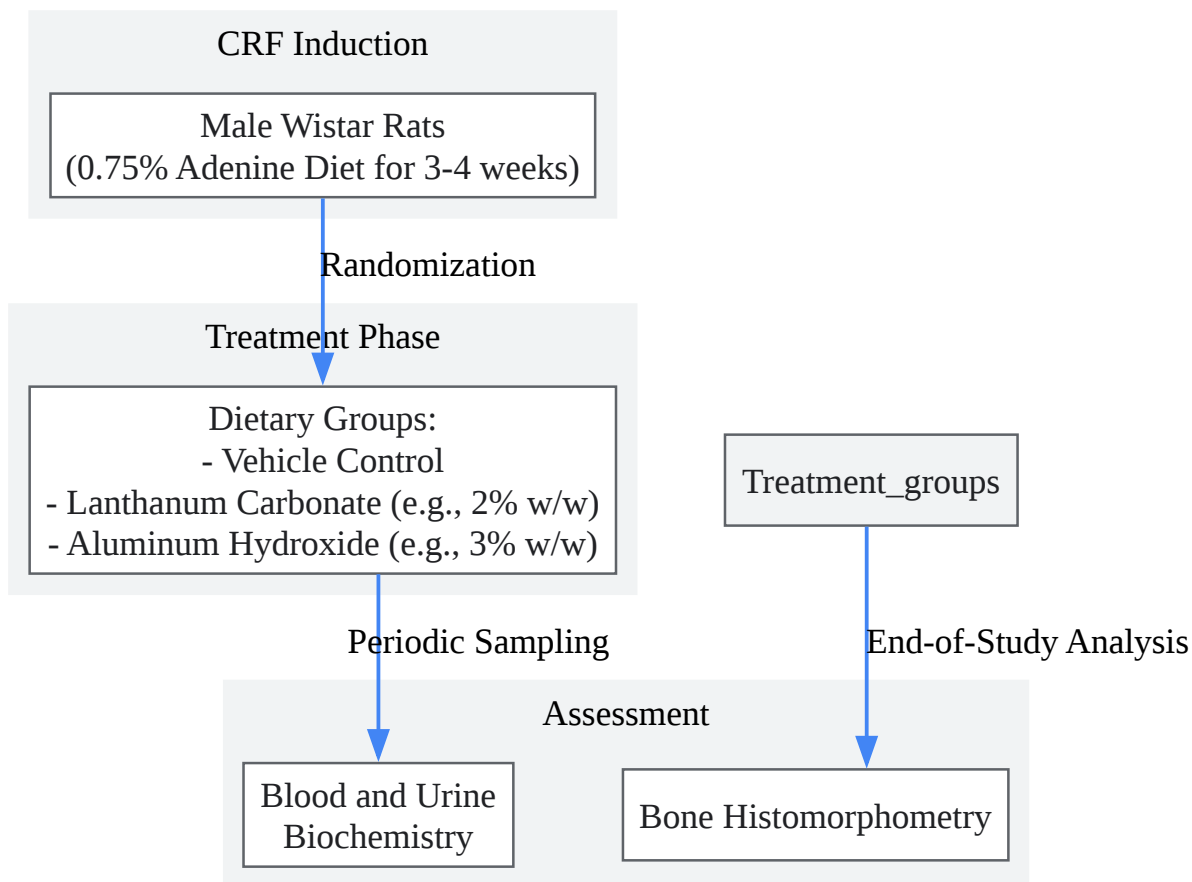 CRF Induction
Male Wistar Rats
(0.75% Adenine Diet for 3-4 weeks)
Randomization
Treatment Phase
Dietary Groups:
- Vehicle Control
- Lanthanum Carbonate (e.g., 2% w/w)
- Aluminum Hydroxide (e.g., 3% w/w)
Treatment_groups
Periodic Sampling
End-of-Study Analysis
Assessment
Blood and Urine
Biochemistry
Bone Histomorphometry